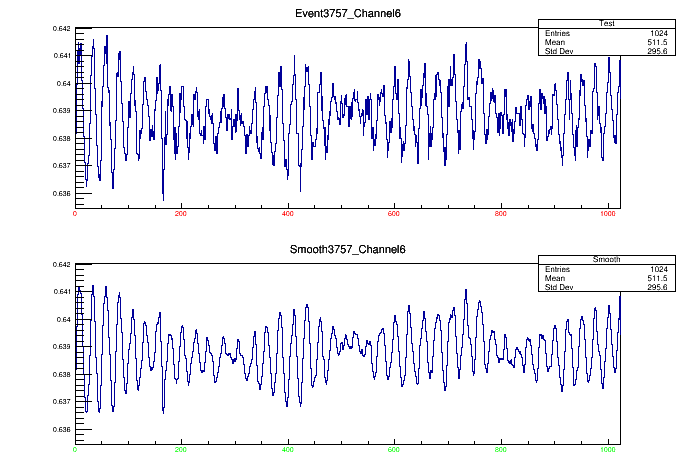 Event3757_Channel6
Test
Entries 1024
Mean 511.5
Std Dev 295.6
0.642
0.641
0.64
0.639
0.638
0.637
0.636
0 200 400 600 800 1000
Smooth3757_Channel6
Smooth
Entries 1024
Mean 511.5
Std Dev 295.6
0.642
0.641
0.64
0.639
0.638
0.637
0.636
0 200 400 600 800 1000